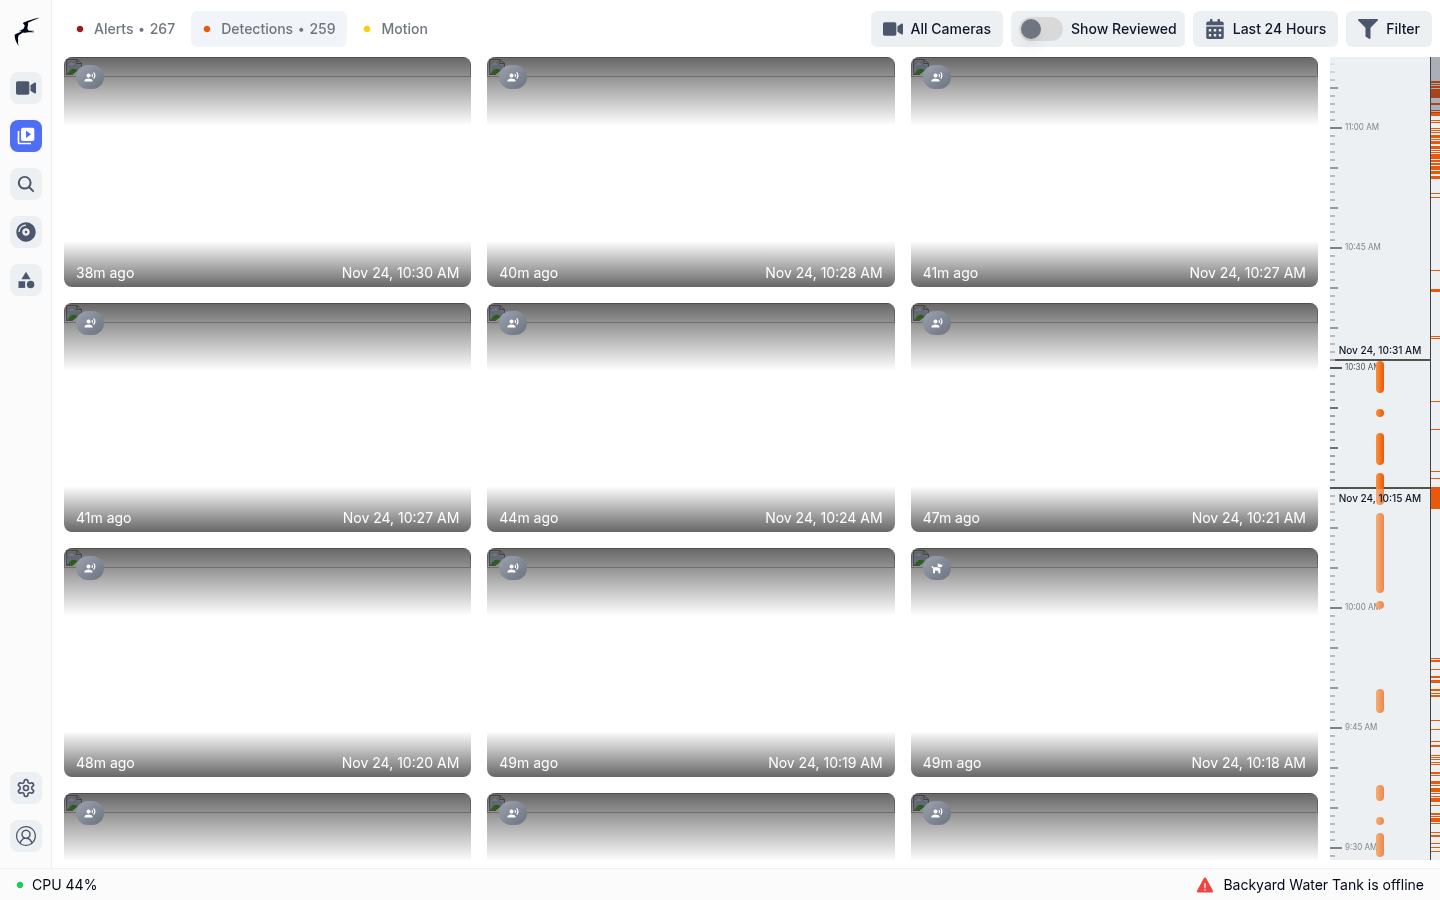 Alerts • 267 Detections • 259 Motion All Cameras Show Reviewed Last 24 Hours Filter
38m ago Nov 24, 10:30 AM 40m ago Nov 24, 10:28 AM 41m ago Nov 24, 10:27 AM
41m ago Nov 24, 10:27 AM 44m ago Nov 24, 10:24 AM 47m ago Nov 24, 10:21 AM
48m ago Nov 24, 10:20 AM 49m ago Nov 24, 10:19 AM 49m ago Nov 24, 10:18 AM
11:00 AM
10:45 AM
Nov 24, 10:31 AM
10:30 AM
Nov 24, 10:15 AM
10:00 AM
9:45 AM
9:30 AM
CPU 44% Backyard Water Tank is offline